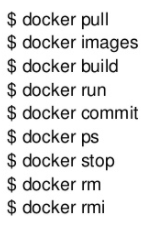 $ docker pull
$ docker images
$ docker build
$ docker run
$ docker commit
$ docker ps
$ docker stop
$ docker rm
$ docker rmi